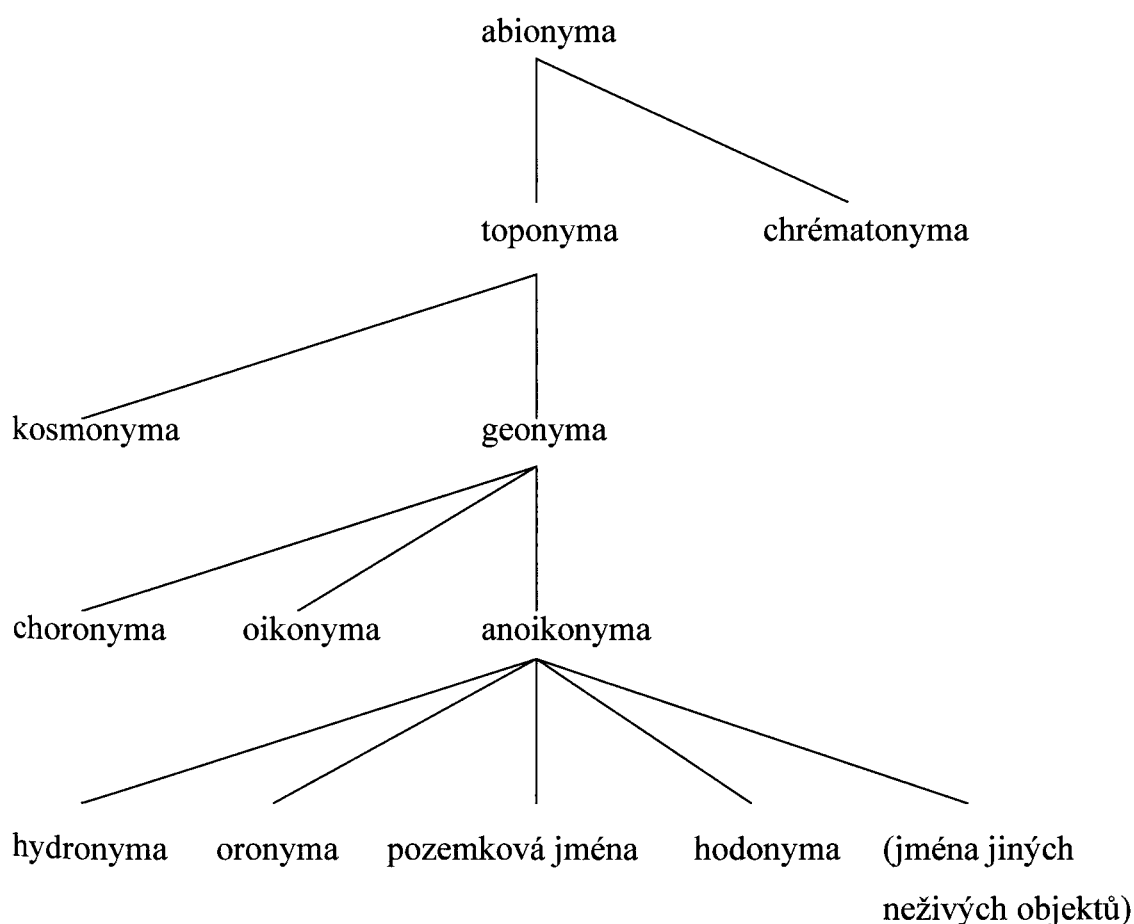 abionyma
toponyma chrématonyma
kosmonyma geonyma
choronyma oikonyma anoikonyma
hydronyma oronyma pozemková jména hodonyma (jména jiných
neživých objektů)